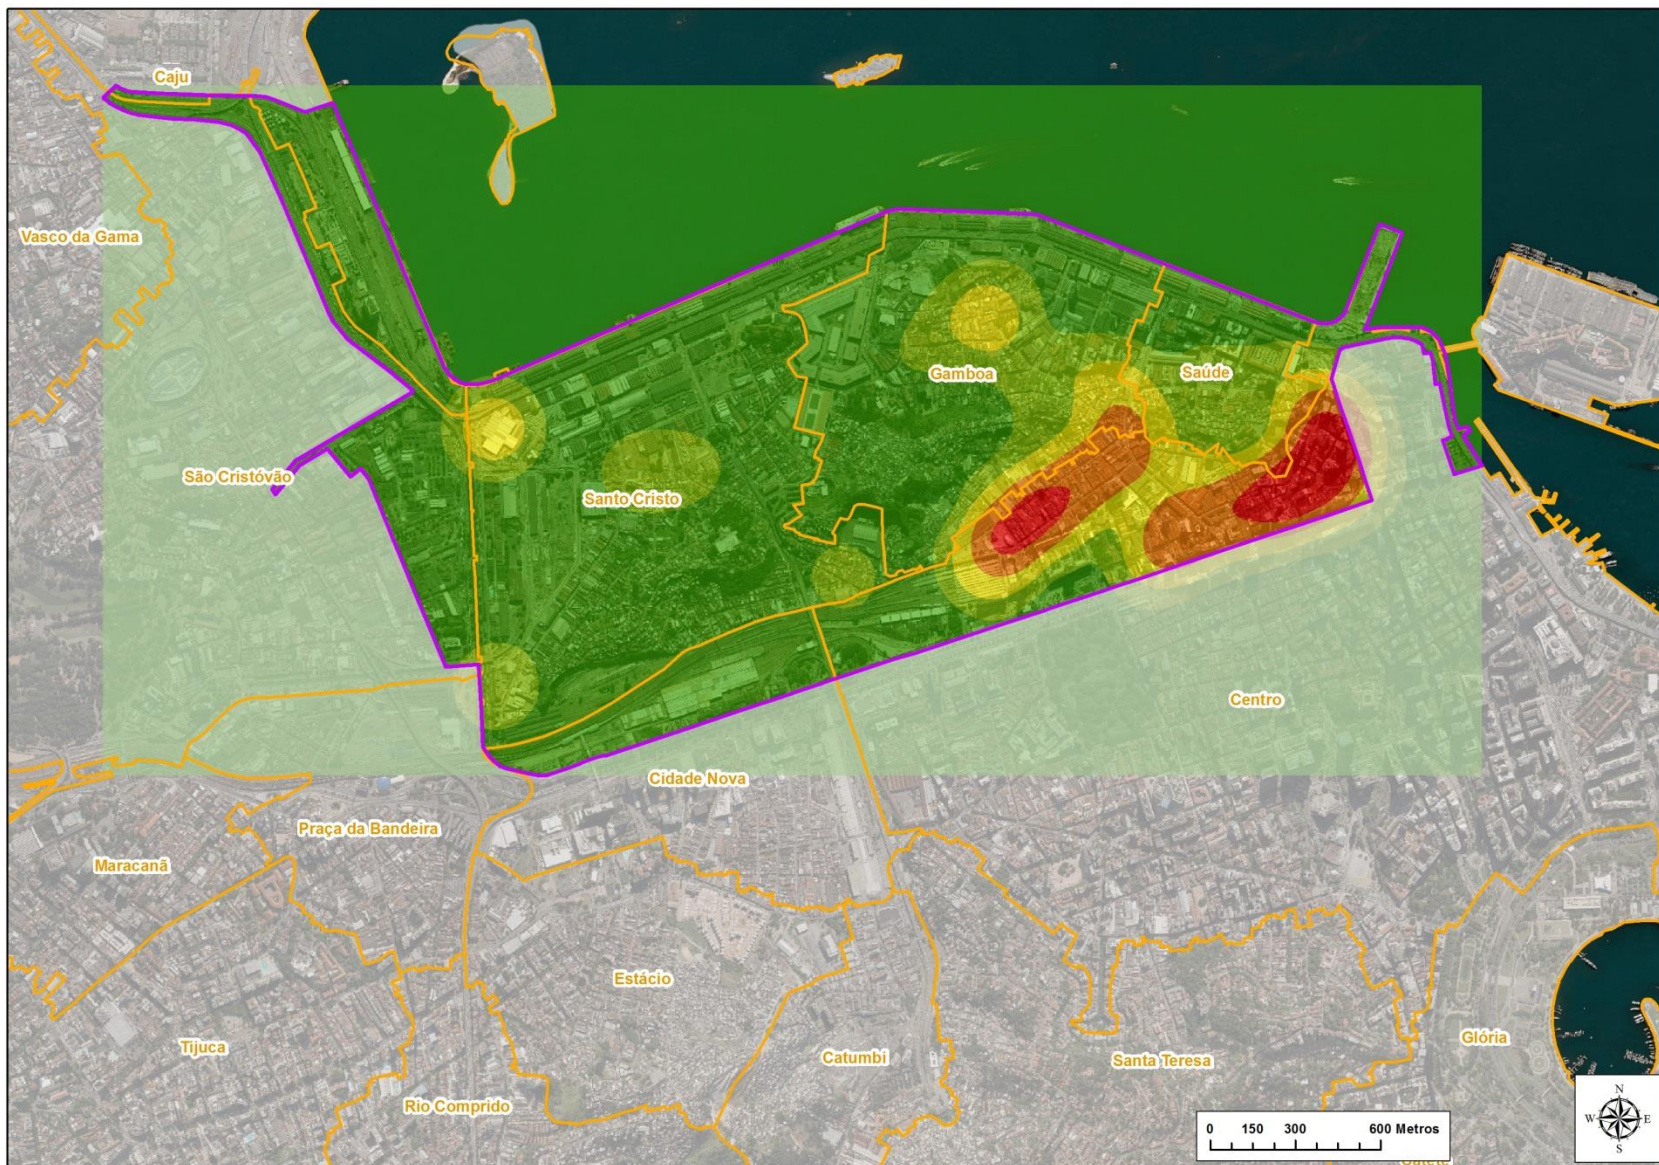 Caju
Vasco da Gama
Gamboa
Saúde
São Cristóvão
Santo Cristo
Centro
Cidade Nova
Praça da Bandeira
Maracanã
Estácio
Tijuca
Catumbi
Santa Teresa
Glória
Rio Comprido
N
W E
S
0 150 300 600 Metros